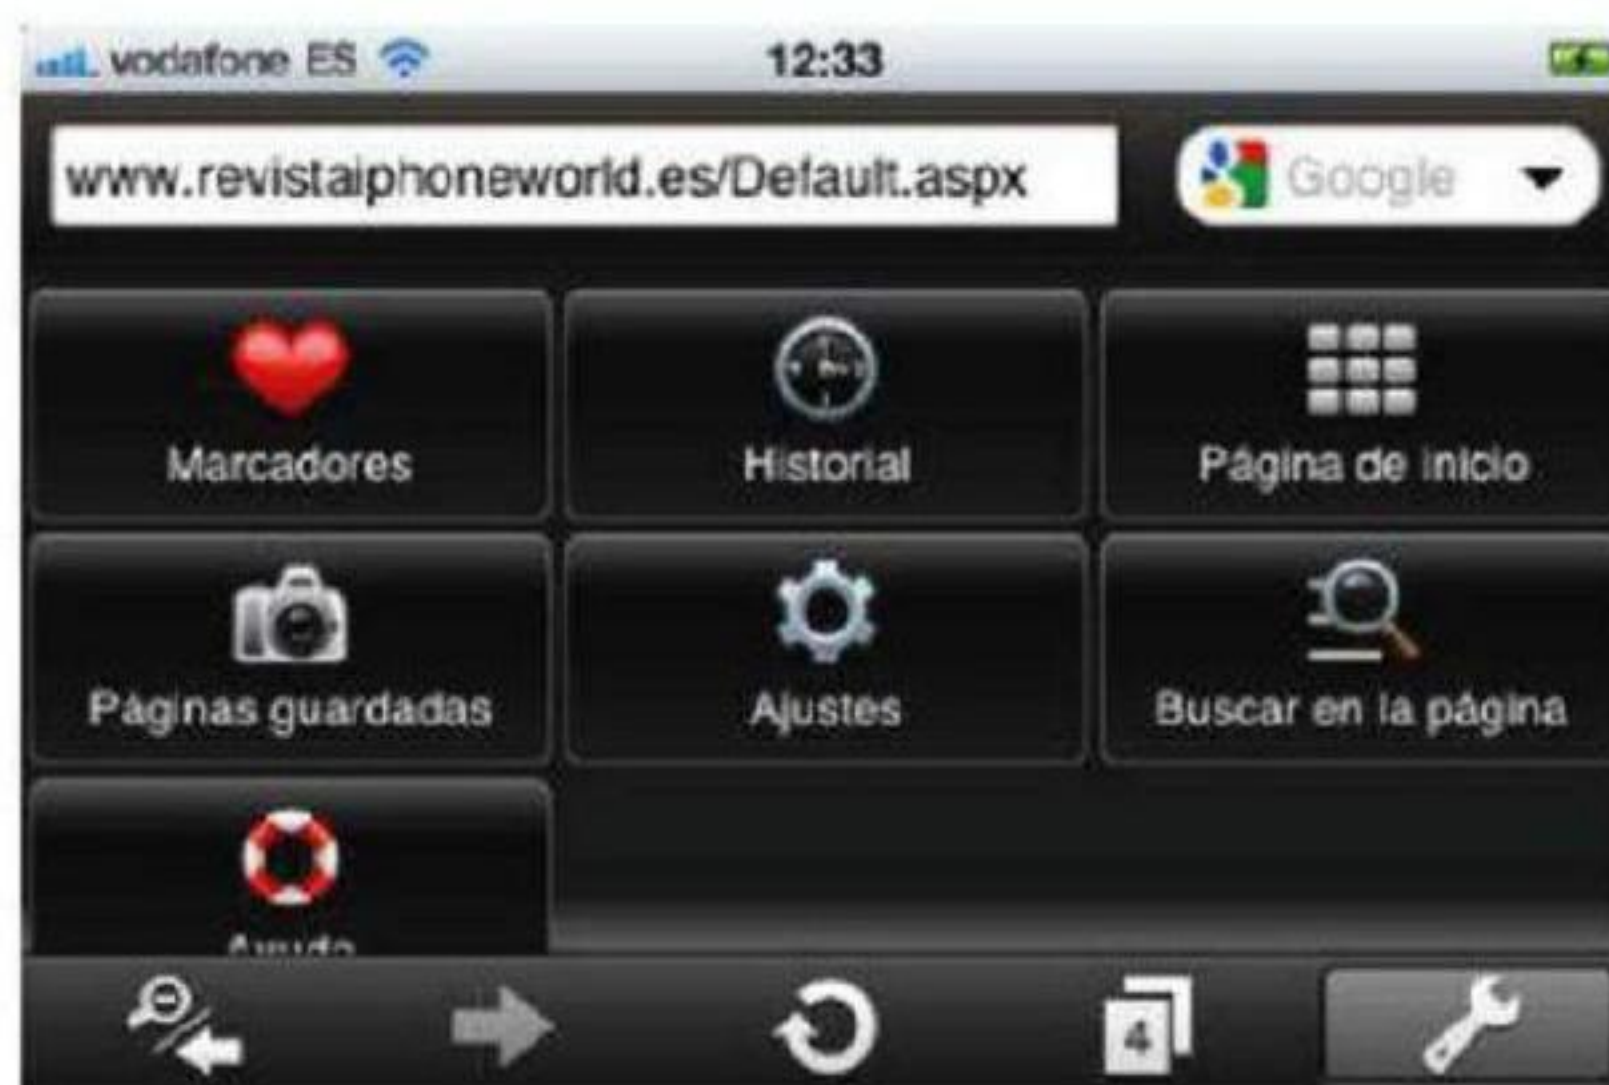 vodafone ES 12:33
www.revistaiphoneworld.es/Default.aspx Google
Marcadores Historial Página de inicio
Páginas guardadas Ajustes Buscar en la página
Ayuda
4